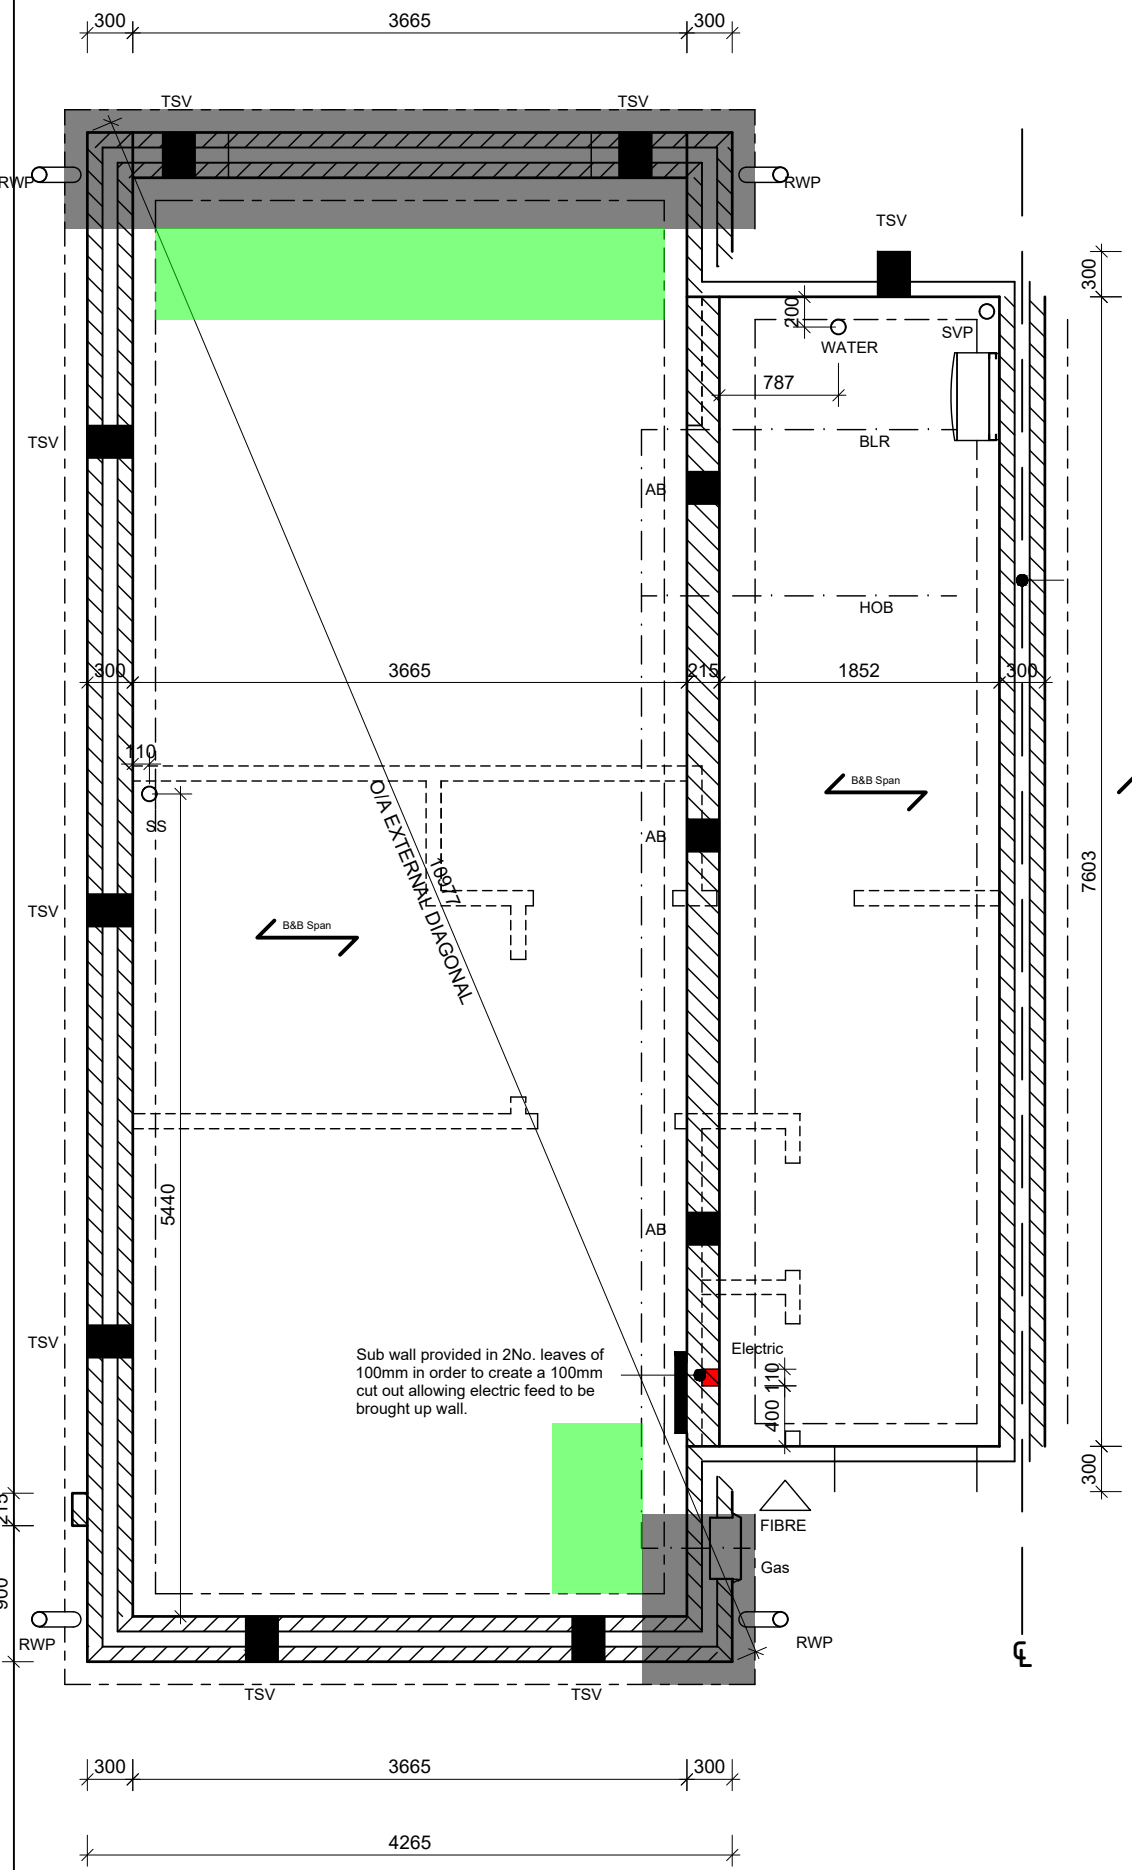 300 3665 300
TSV TSV
RWP RWP
TSV
300
200
WATER
SVP
787
BLR
TSV
AB
HOB
300 3665 215 1852 300
110
SS
B&B Span
O/A EXTERNAL DIAGONAL
10977
AB
7603
TSV
B&B Span
5440
AB
TSV
Electric
Sub wall provided in 2No. leaves of
100mm in order to create a 100mm
cut out allowing electric feed to be
brought up wall.
110
400
300
215
FIBRE
Gas
900
RWP RWP
TSV TSV
℄
300 3665 300
4265